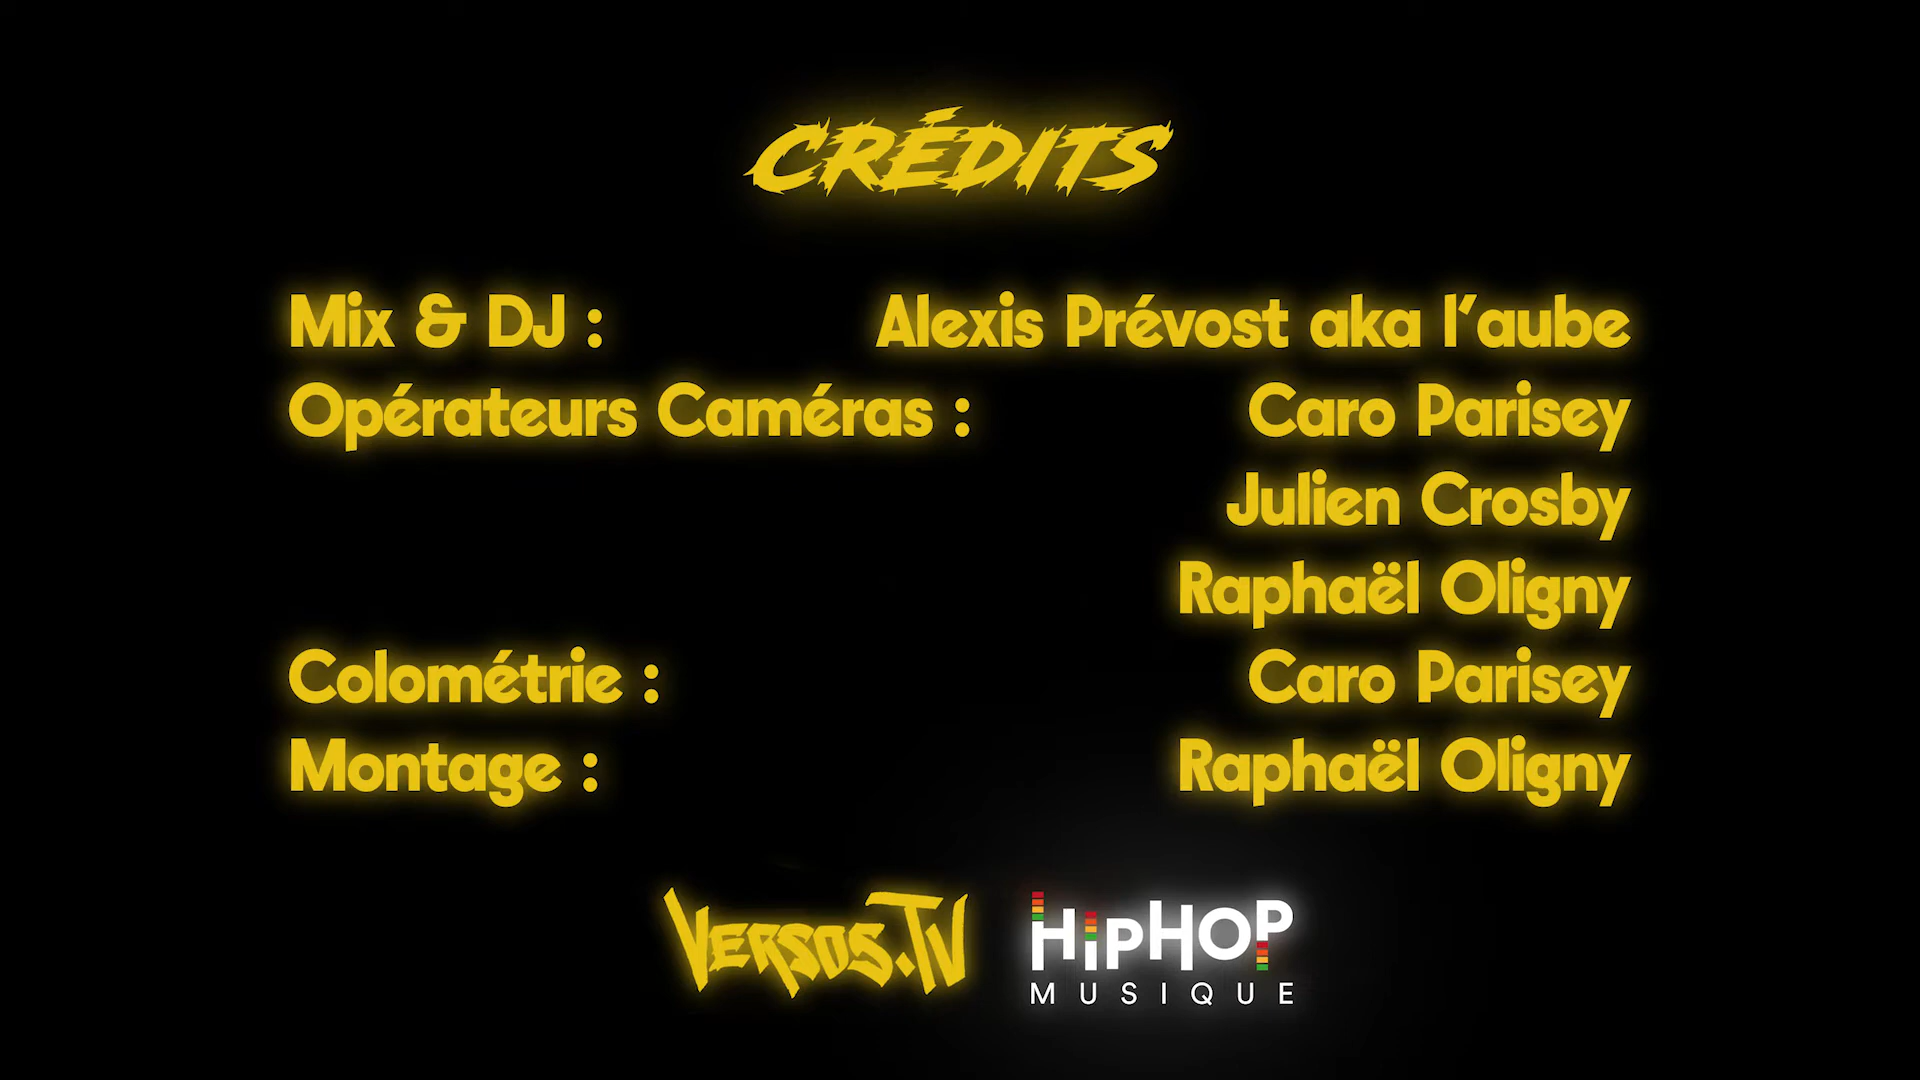 CRÉDITS
Mix & DJ : Alexis Prévost aka l'aube
Opérateurs Caméras : Caro Parisey
Julien Crosby
Raphaël Oligny
Colométrie : Caro Parisey
Montage : Raphaël Oligny
VERSOS.TV HiPHOP
MUSIQUE